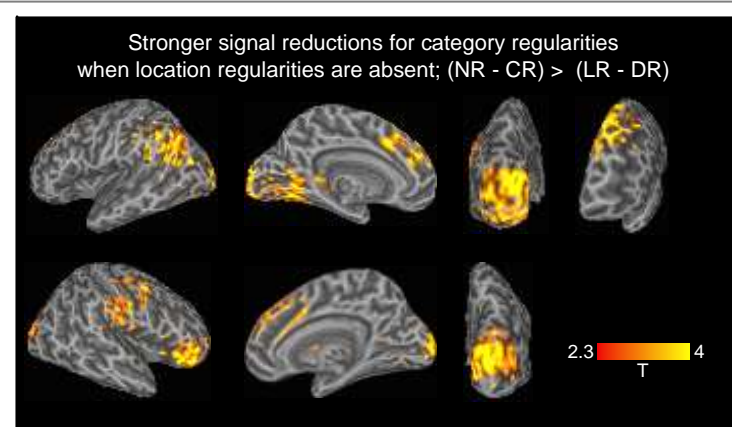 Stronger signal reductions for category regularities
when location regularities are absent; (NR - CR) > (LR - DR)
2.3 4
T